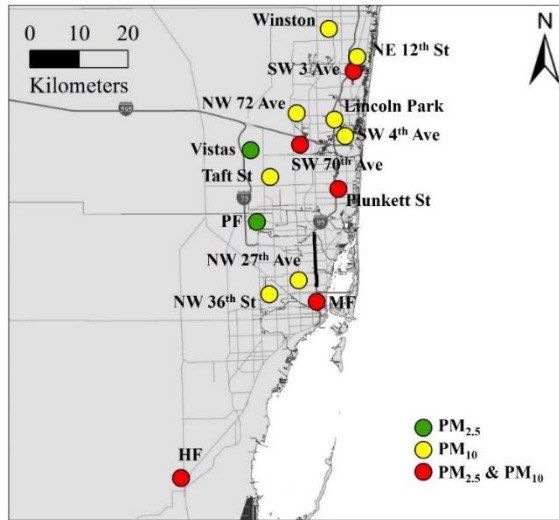 0 10 20
Kilometers
N
Winston
NE 12th St
SW 3 Ave
NW 72 Ave
Lincoln Park
SW 4th Ave
Vistas
SW 70th Ave
Taft St
75
Plunkett St
PF
95
NW 27th Ave
NW 36th St
MF
HF
PM2.5
PM10
PM2.5 & PM10